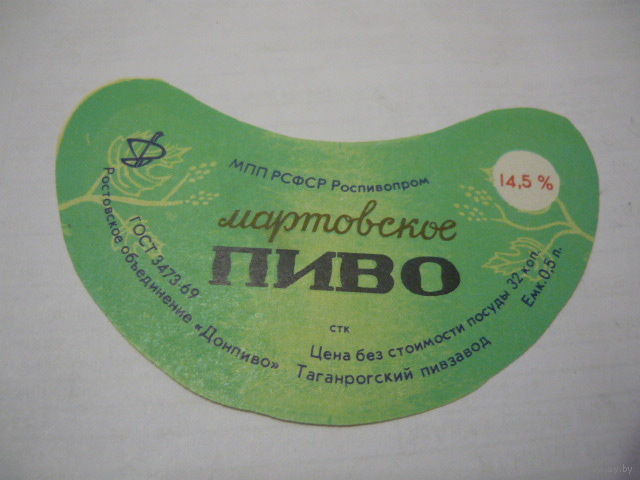 МПП РСФСР Роспивопром
14,5 %
мартовское
ПИВО
стк
ГОСТ 3473-69
Цена без стоимости посуды 32 коп.
Емк. 0,5 л.
Ростовское объединение «Донпиво»
Таганрогский пивзавод